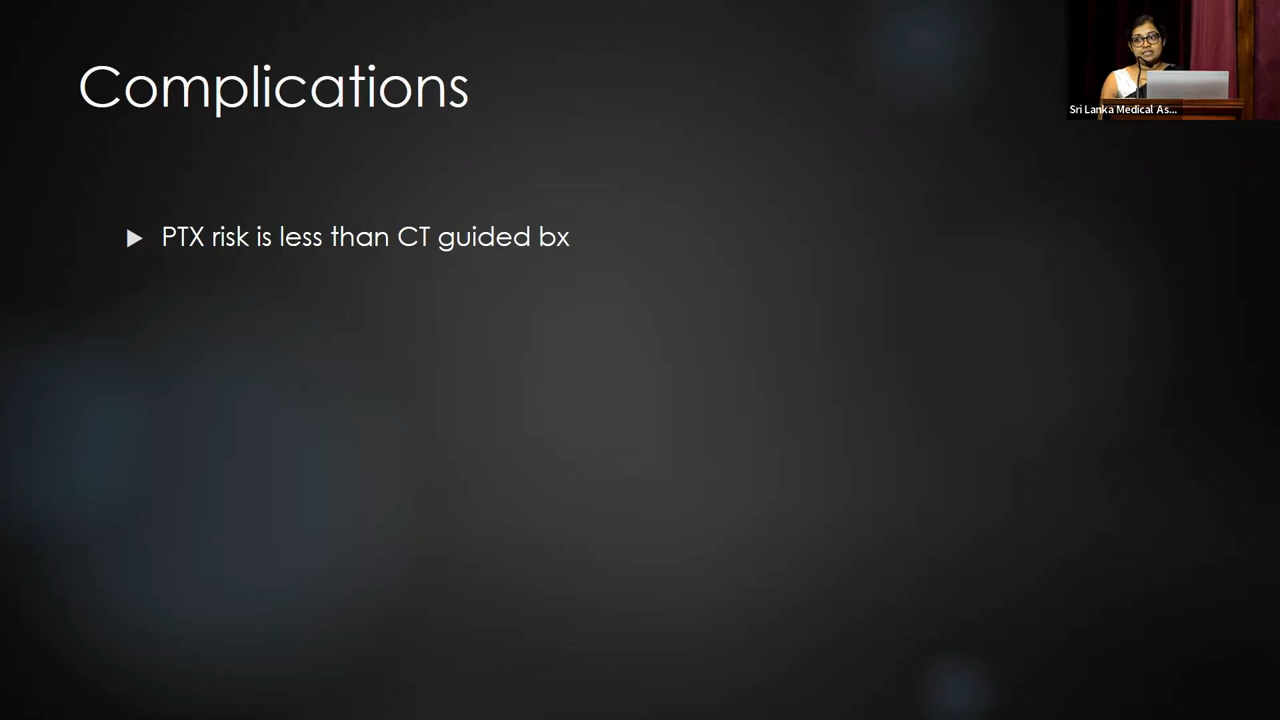 Complications
Sri Lanka Medical As...
PTX risk is less than CT guided bx